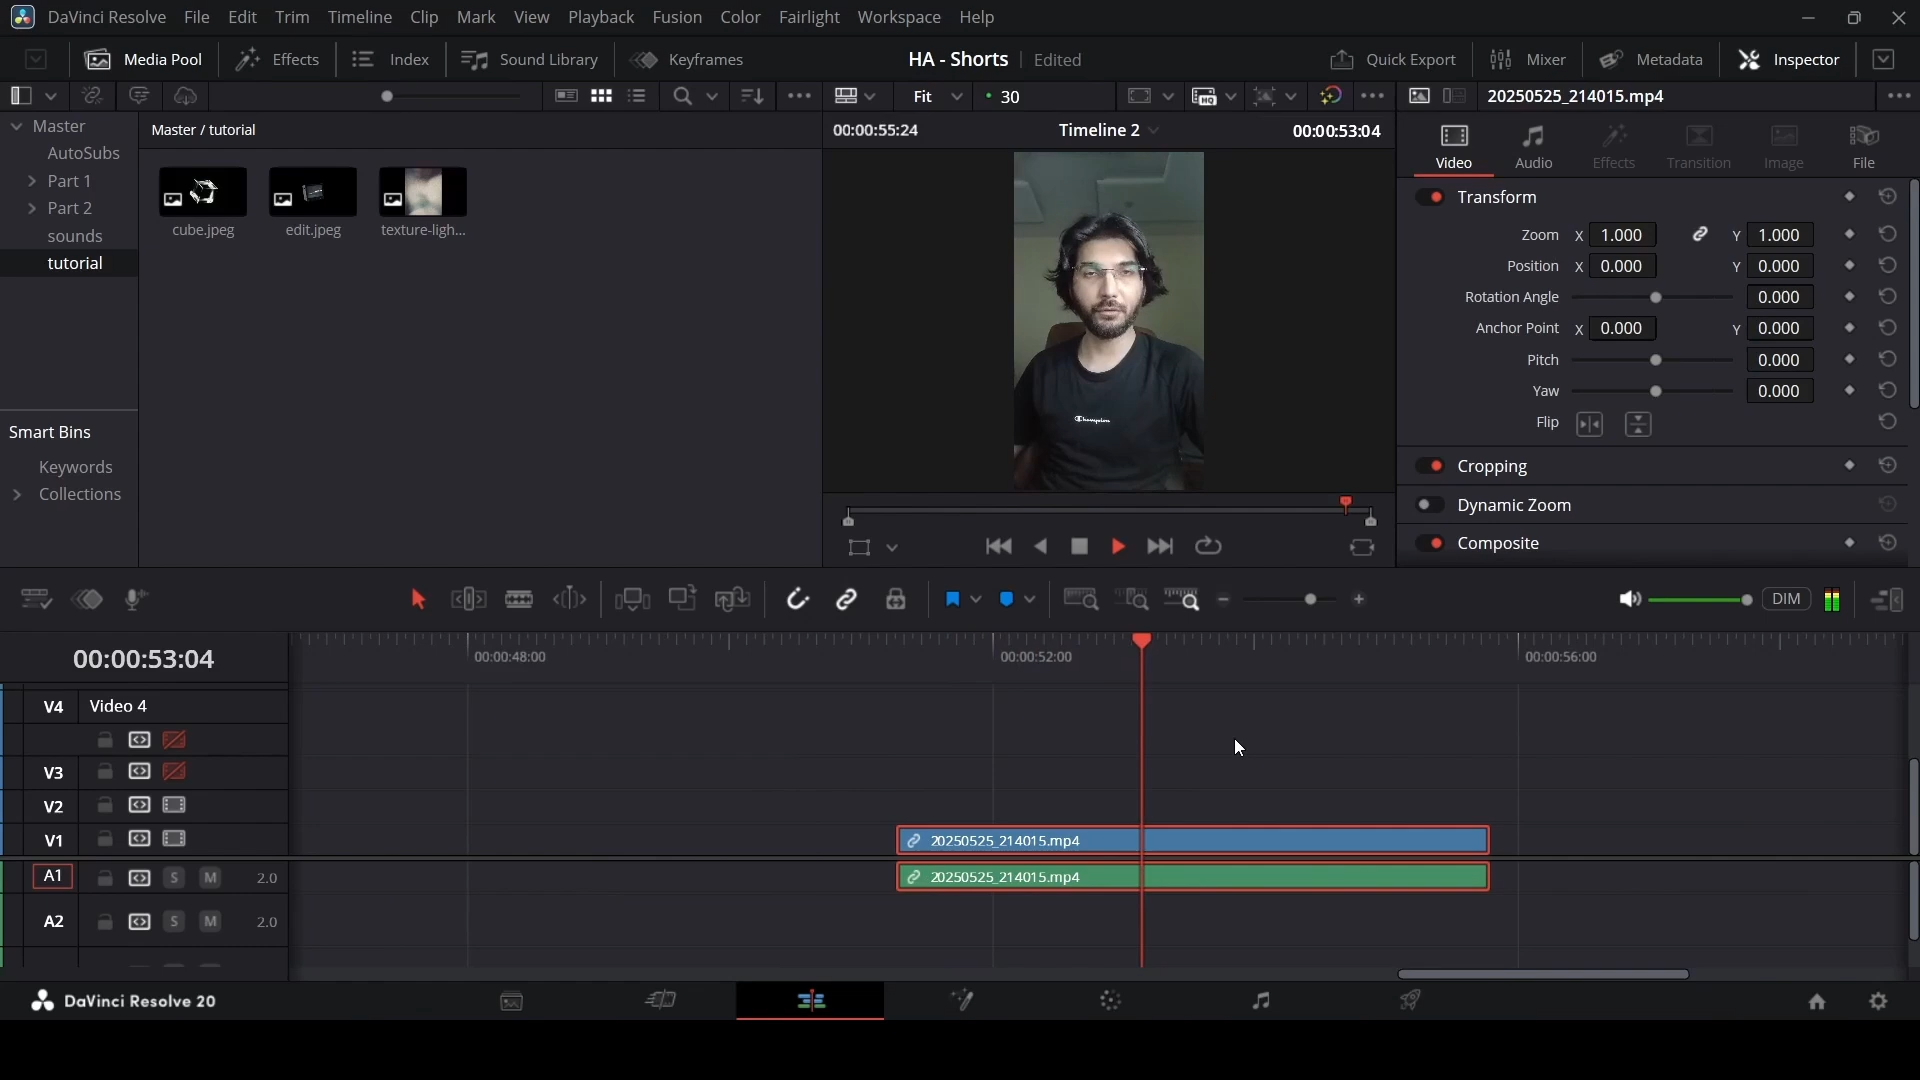 DaVinci Resolve File Edit Trim Timeline Clip Mark View Playback Fusion Color Fairlight Workspace Help
Media Pool Effects Index Sound Library Keyframes HA - Shorts Edited Quick Export Mixer Metadata Inspector
Fit 30 20250525_214015.mp4
Master Master / tutorial 00:00:55:24 Timeline 2 00:00:53:04
AutoSubs
Part 1
Part 2
sounds
tutorial
cube.jpeg edit.jpeg texture-ligh...
Smart Bins
Keywords
Collections
Champion
Video Audio Effects Transition Image File
Transform
Zoom X 1.000 Y 1.000
Position X 0.000 Y 0.000
Rotation Angle 0.000
Anchor Point X 0.000 Y 0.000
Pitch 0.000
Yaw 0.000
Flip
Cropping
Dynamic Zoom
Composite
DIM
00:00:53:04 00:00:48:00 00:00:52:00 00:00:56:00
V4 Video 4
V3
V2
V1 20250525_214015.mp4
A1 S M 2.0 20250525_214015.mp4
A2 S M 2.0
DaVinci Resolve 20